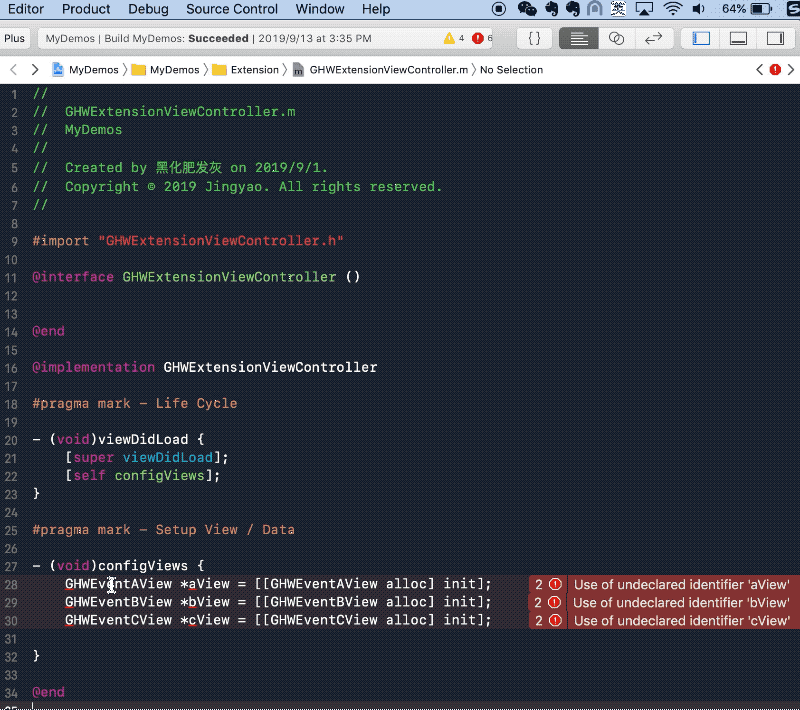 Editor Product Debug Source Control Window Help 英 64%
Plus MyDemos | Build MyDemos: Succeeded | 2019/9/13 at 3:35 PM 4 6 {}
MyDemos MyDemos Extension m GHWExtensionViewController.m No Selection
1 //
2 // GHWExtensionViewController.m
3 // MyDemos
4 //
5 // Created by 黑化肥发灰 on 2019/9/1.
6 // Copyright © 2019 Jingyao. All rights reserved.
7 //
8
9 #import "GHWExtensionViewController.h"
10
11 @interface GHWExtensionViewController ()
12
13
14 @end
15
16 @implementation GHWExtensionViewController
17
18 #pragma mark - Life Cycle
19
20 - (void)viewDidLoad {
21 [super viewDidLoad];
22 [self configViews];
23 }
24
25 #pragma mark - Setup View / Data
26
27 - (void)configViews {
28 GHWEventAView *aView = [[GHWEventAView alloc] init]; 2 Use of undeclared identifier 'aView'
29 GHWEventBView *bView = [[GHWEventBView alloc] init]; 2 Use of undeclared identifier 'bView'
30 GHWEventCView *cView = [[GHWEventCView alloc] init]; 2 Use of undeclared identifier 'cView'
31
32 }
33
34 @end
35